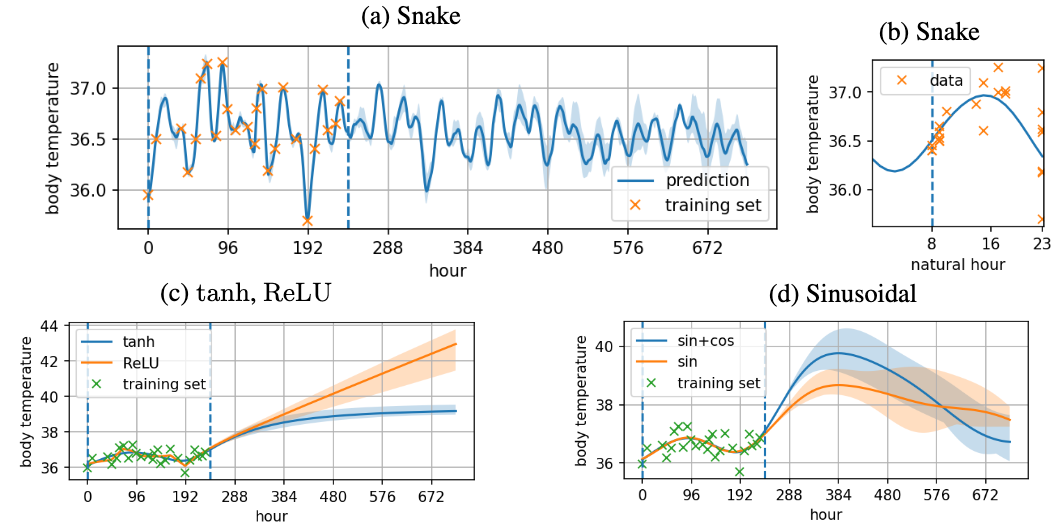 (a) Snake
body temperature
37.0
36.5
36.0
prediction
training set
0 96 192 288 384 480 576 672
hour
(b) Snake
body temperature
37.0
36.5
36.0
data
8 16 23
natural hour
(c) tanh, ReLU
body temperature
44
42
40
38
36
tanh
ReLU
training set
0 96 192 288 384 480 576 672
hour
(d) Sinusoidal
body temperature
40
38
36
sin+cos
sin
training set
0 96 192 288 384 480 576 672
hour